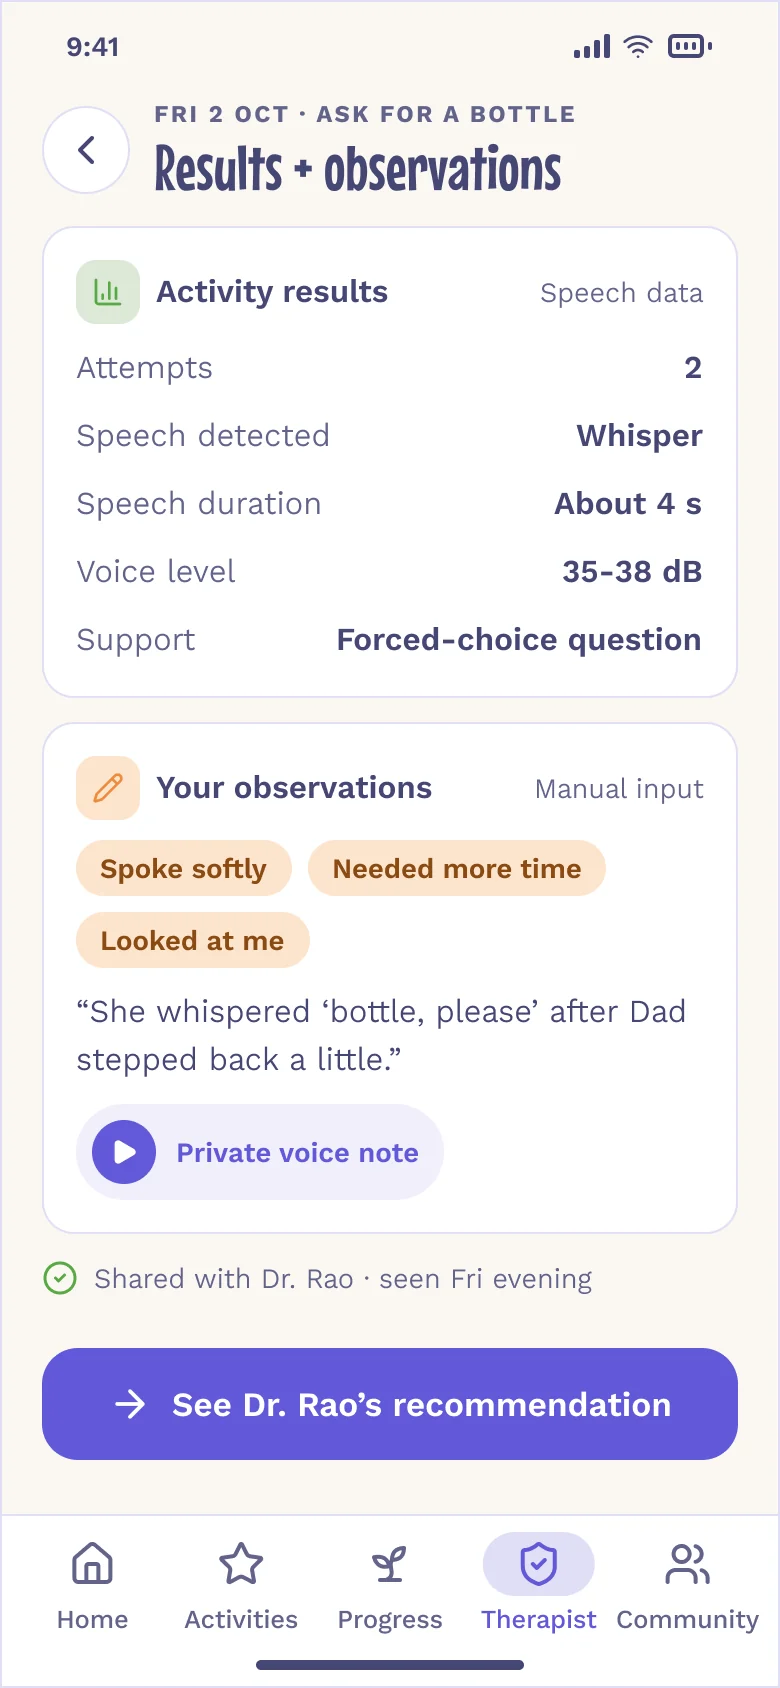 9:41
FRI 2 OCT · ASK FOR A BOTTLE
Results + observations
Activity results
Speech data
Attempts
2
Speech detected
Whisper
Speech duration
About 4 s
Voice level
35-38 dB
Support
Forced-choice question
Your observations
Manual input
Spoke softly
Needed more time
Looked at me
“She whispered ‘bottle, please’ after Dad
stepped back a little.”
Private voice note
Shared with Dr. Rao · seen Fri evening
See Dr. Rao’s recommendation
Home
Activities
Progress
Therapist
Community